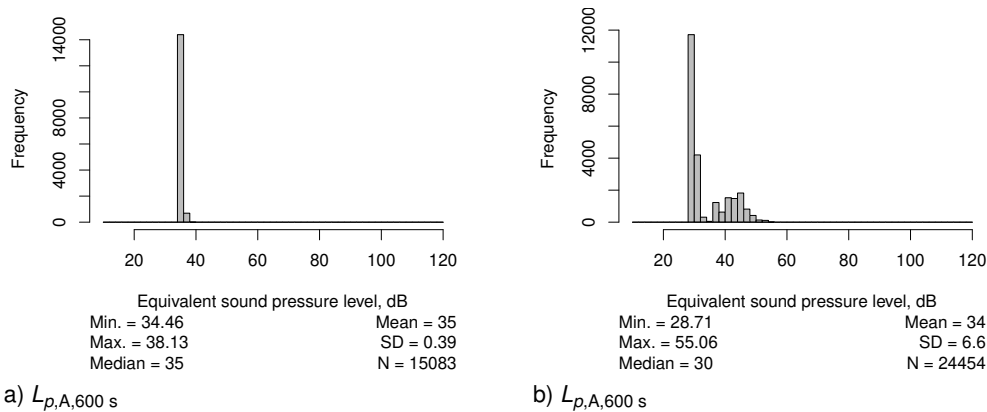 Frequency
0
4000
8000
14000
20 40 60 80 100 120
Equivalent sound pressure level, dB
Min. = 34.46 Mean = 35
Max. = 38.13 SD = 0.39
Median = 35 N = 15083
a) Lp,A,600 s
Frequency
0
4000
8000
12000
20 40 60 80 100 120
Equivalent sound pressure level, dB
Min. = 28.71 Mean = 34
Max. = 55.06 SD = 6.6
Median = 30 N = 24454
b) Lp,A,600 s